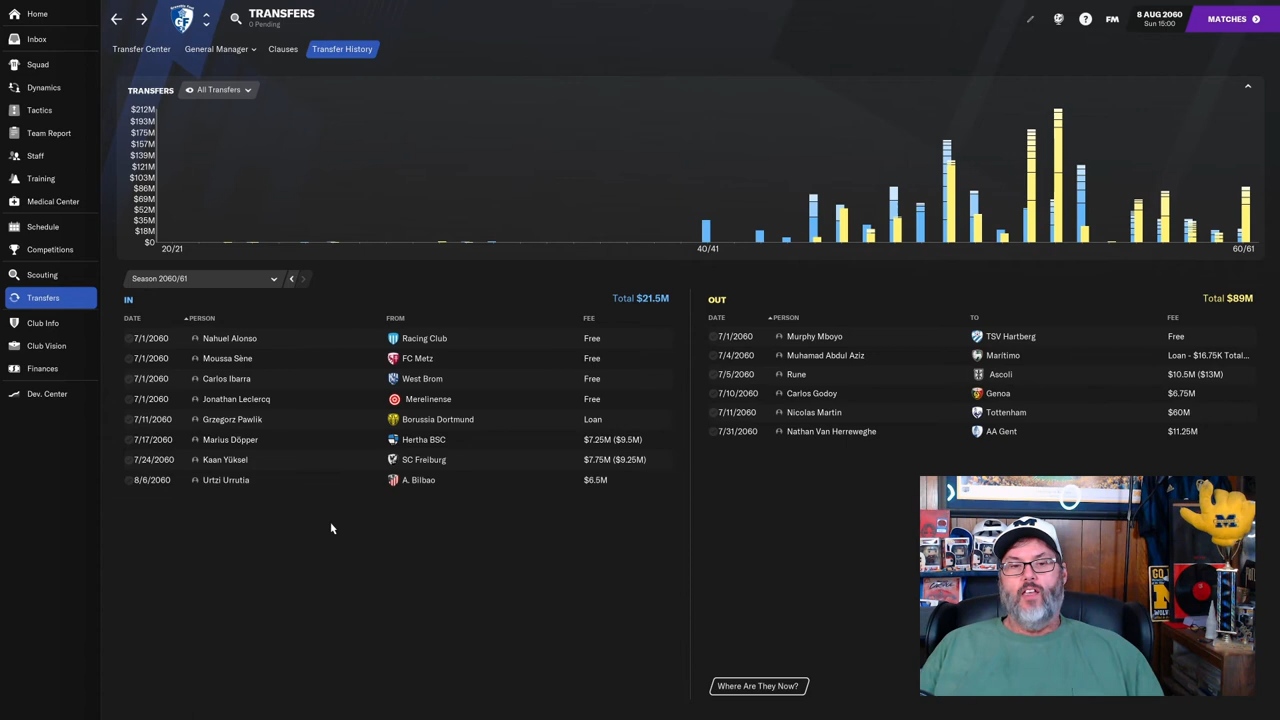 Home
Inbox
Squad
Dynamics
Tactics
Team Report
Staff
Training
Medical Center
Schedule
Competitions
Scouting
Transfers
Club Info
Club Vision
Finances
Dev. Center
GF
TRANSFERS
0 Pending
FM
8 AUG 2060
Sun 15:00
MATCHES
Transfer Center
General Manager
Clauses
Transfer History
TRANSFERS
All Transfers
$212M
$193M
$175M
$157M
$139M
$121M
$103M
$86M
$69M
$52M
$35M
$18M
$0
20/21
40/41
60/61
Season 2060/61
IN
Total $21.5M
DATE PERSON FROM FEE
7/1/2060 Nahuel Alonso Racing Club Free
7/1/2060 Moussa Sène FC Metz Free
7/1/2060 Carlos Ibarra West Brom Free
7/1/2060 Jonathan Leclercq Merelinense Free
7/11/2060 Grzegorz Pawlik Borussia Dortmund Loan
7/17/2060 Marius Döpper Hertha BSC $7.25M ($9.5M)
7/24/2060 Kaan Yüksel SC Freiburg $7.75M ($9.25M)
8/6/2060 Urtzi Urrutia A. Bilbao $6.5M
OUT
Total $89M
DATE PERSON TO FEE
7/1/2060 Murphy Mboyo TSV Hartberg Free
7/4/2060 Muhamad Abdul Aziz Marítimo Loan - $16.75K Total...
7/5/2060 Rune Ascoli $10.5M ($13M)
7/10/2060 Carlos Godoy Genoa $6.75M
7/11/2060 Nicolas Martin Tottenham $60M
7/31/2060 Nathan Van Herreweghe AA Gent $11.25M
Where Are They Now?
M
M
GO
M